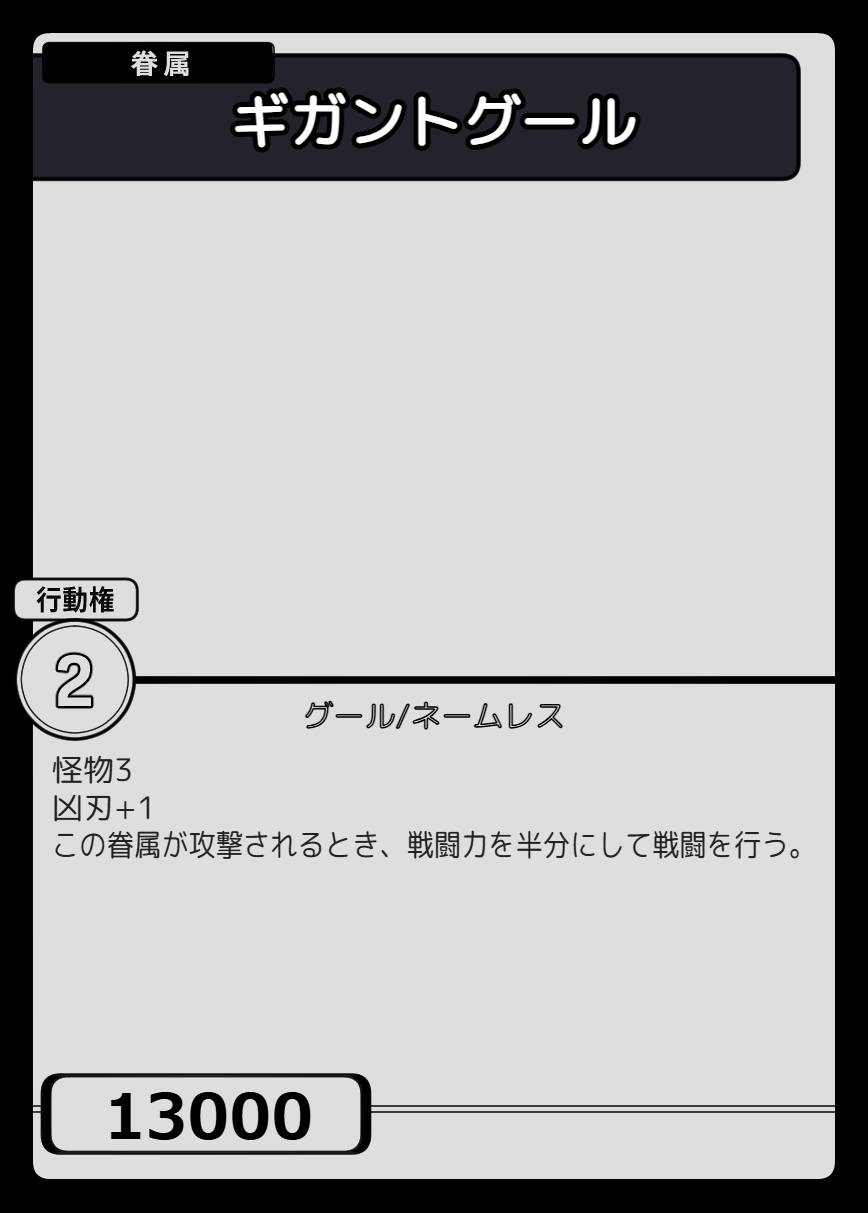 眷属
ギガントグール
行動権
2
グール/ネームレス
怪物3
凶刃+1
この眷属が攻撃されるとき、戦闘力を半分にして戦闘を行う。
13000